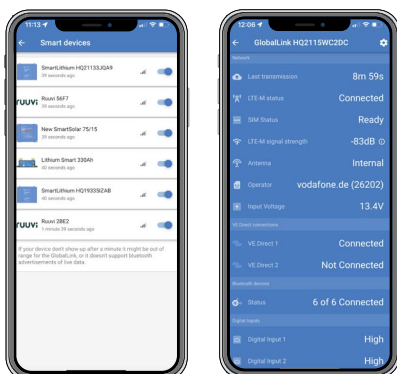 11:13
Smart devices
SmartLithium HQ21133JQA9
39 seconds ago
ruuvi
Ruuvi 56F7
39 seconds ago
New SmartSolar 75/15
39 seconds ago
Lithium Smart 330Ah
40 seconds ago
SmartLithium HQ19335IZAB
40 seconds ago
ruuvi
Ruuvi 2BE2
1 minute 39 seconds ago
If your device don't show up after a minute it might be out of
range for the GlobalLink, or it doesn't support bluetooth
advertisements of live data.
12:06
GlobalLink HQ2115WC2DC
Network
Last transmission 8m 59s
LTE-M status Connected
SIM Status Ready
LTE-M signal strength -83dB
Antenna Internal
Operator vodafone.de (26202)
Input Voltage 13.4V
VE.Direct connections
VE.Direct 1 Connected
VE.Direct 2 Not Connected
Bluetooth devices
Status 6 of 6 Connected
Digital Inputs
Digital Input 1 High
Digital Input 2 High